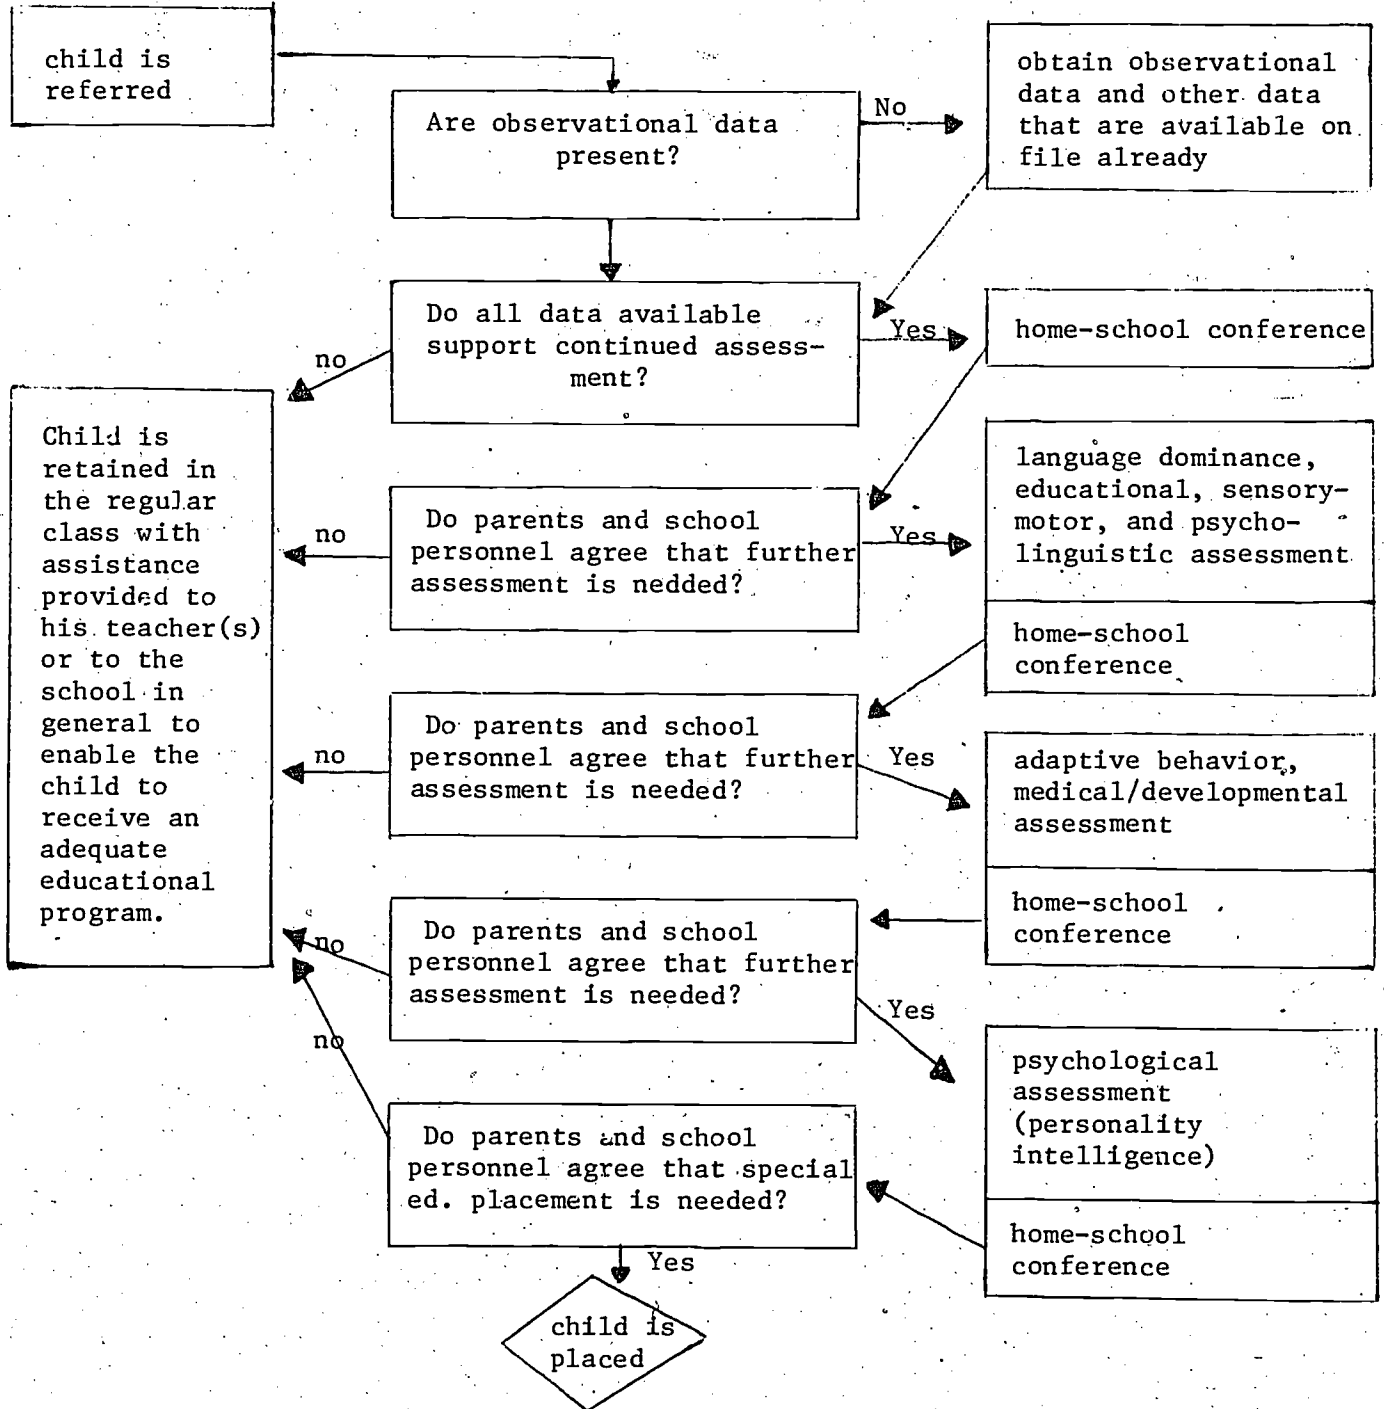 child is
referred
Are observational data
present?
No
obtain observational
data and other data
that are available on
file already
Do all data available
support continued assess-
ment?
no
Yes
home-school conference
Child is
retained in
the regular
class with
assistance
provided to
his teacher(s)
or to the
school in
general to
enable the
child to
receive an
adequate
educational
program.
Do parents and school
personnel agree that further
assessment is nedded?
no
Yes
language dominance,
educational, sensory-
motor, and psycho-
linguistic assessment
home-school
conference
Do parents and school
personnel agree that further
assessment is needed?
no
Yes
adaptive behavior,
medical/developmental
assessment
home-school
conference
Do parents and school
personnel agree that further
assessment is needed?
no
Yes
psychological
assessment
(personality
intelligence)
home-school
conference
Do parents and school
personnel agree that special
ed. placement is needed?
no
Yes
child is
placed